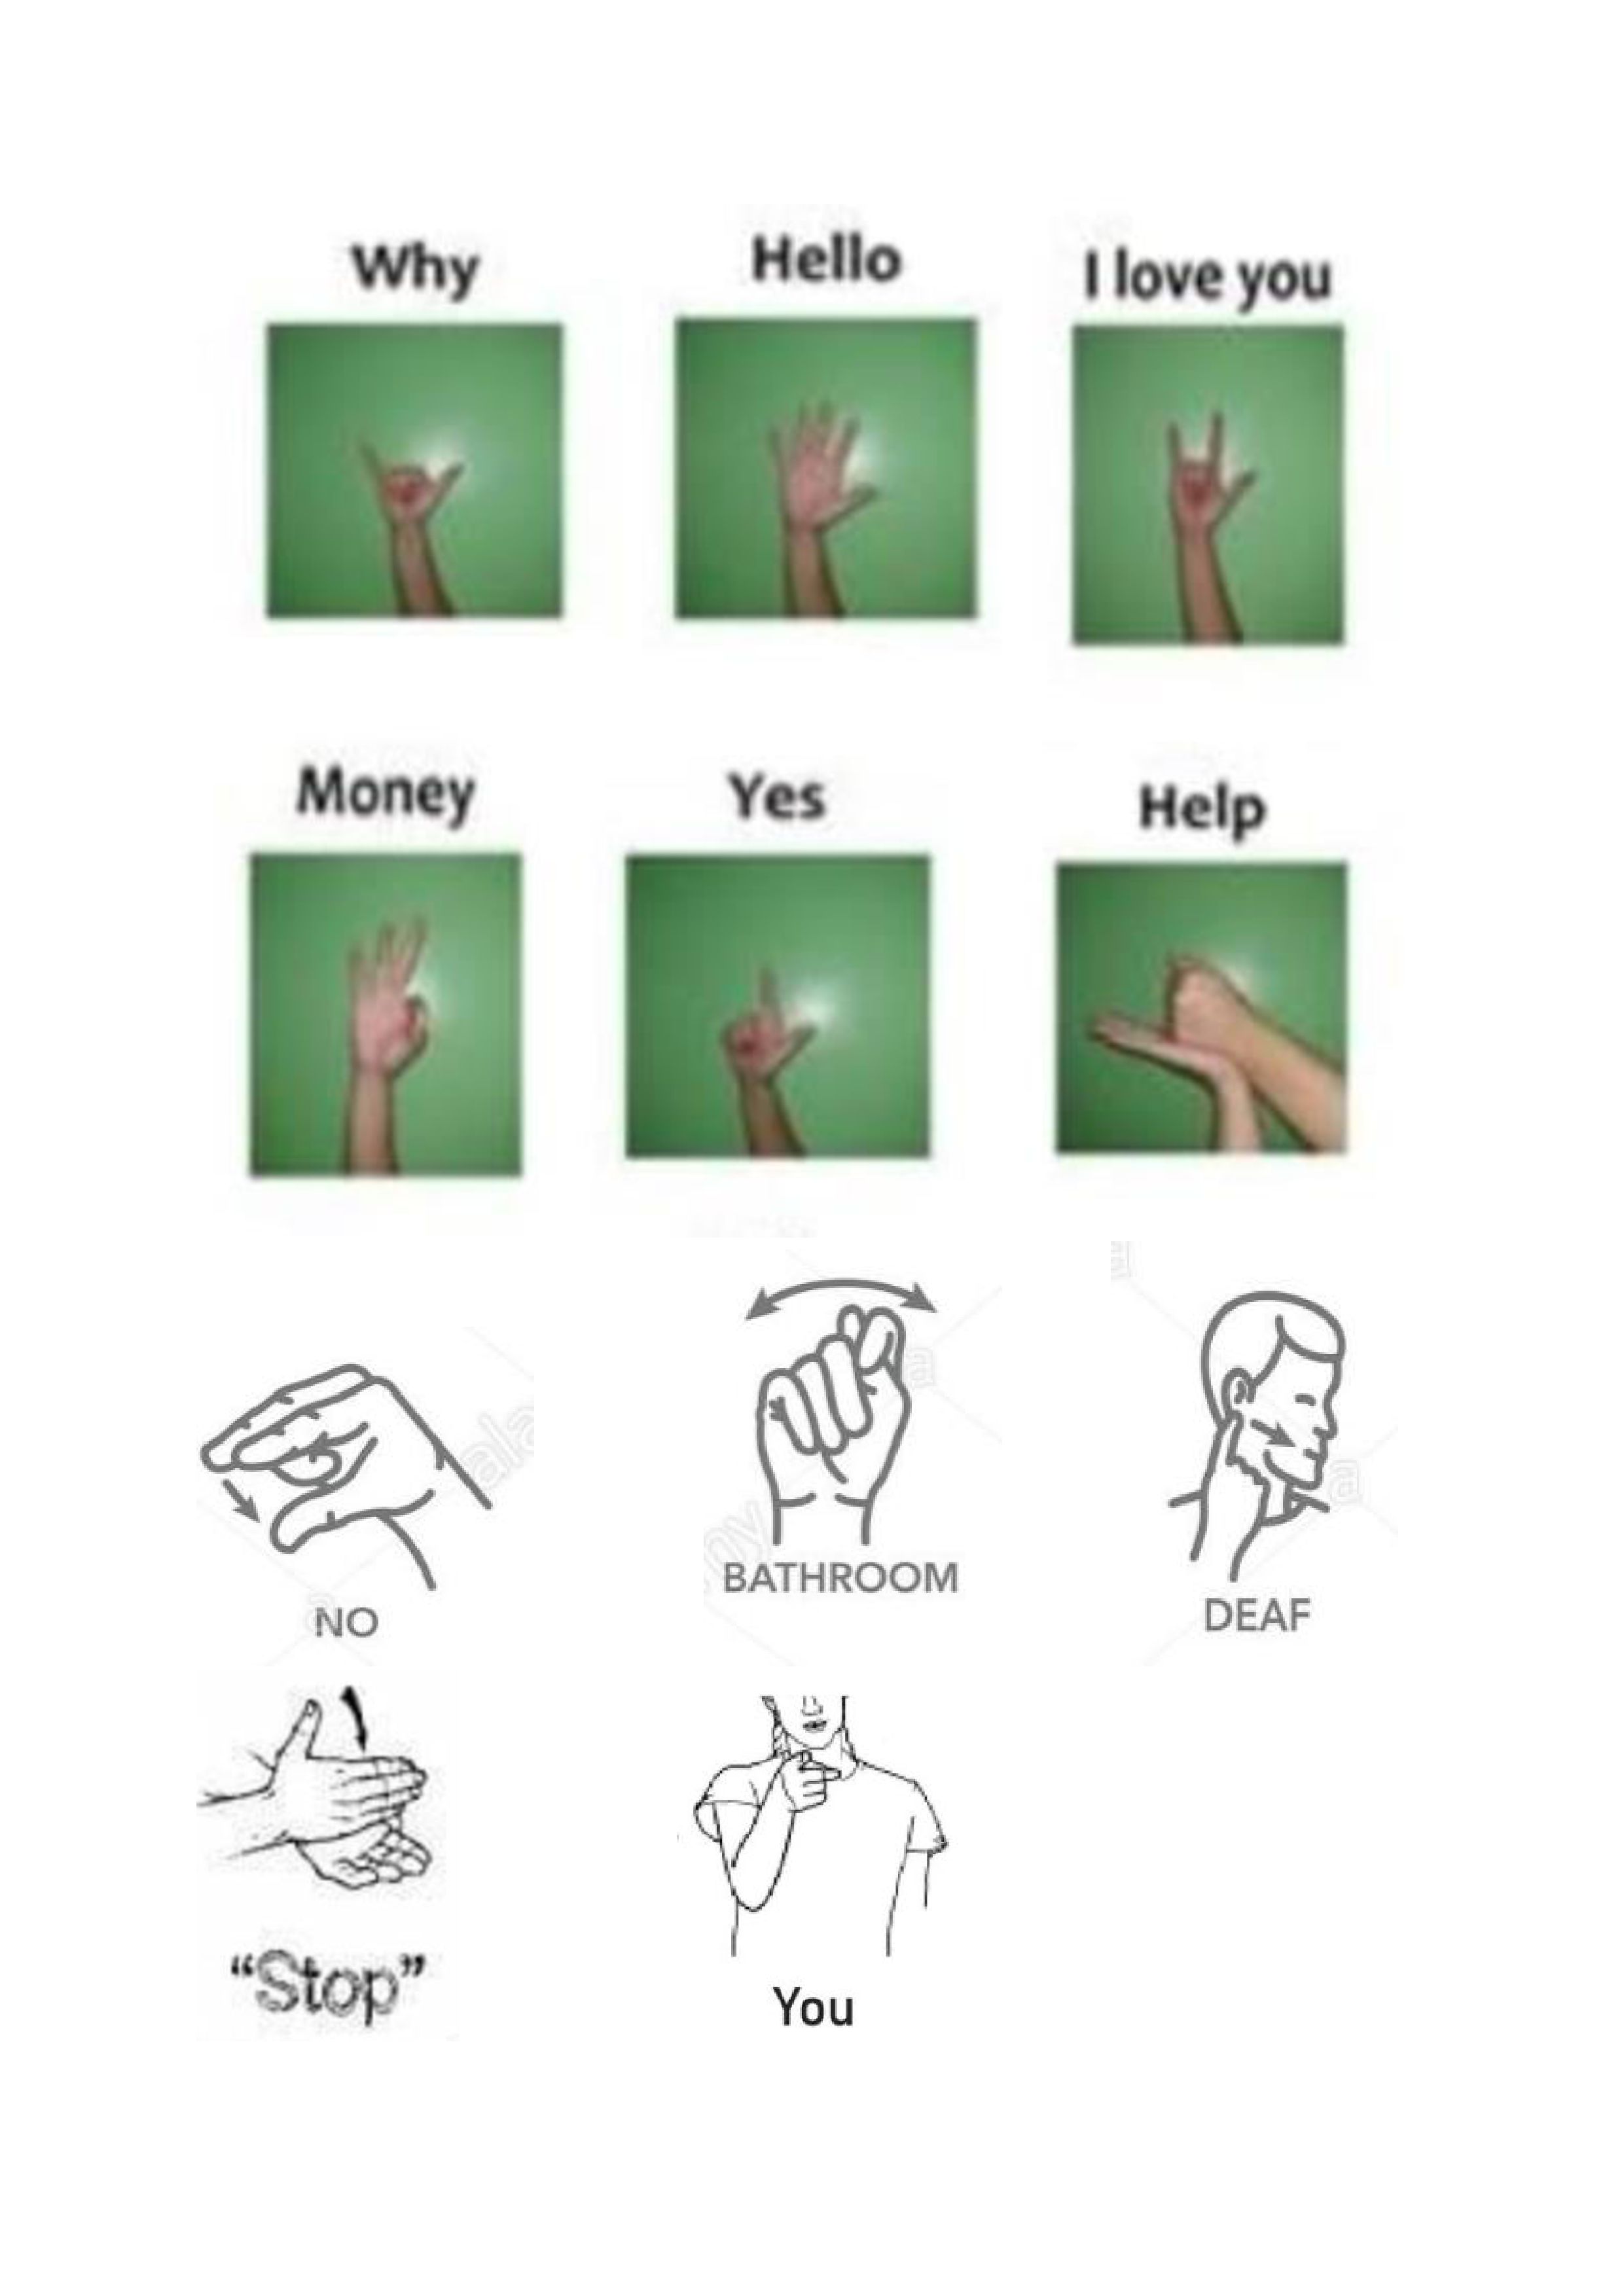 Why
Hello
I love you
Money
Yes
Help
NO
BATHROOM
DEAF
“Stop”
You